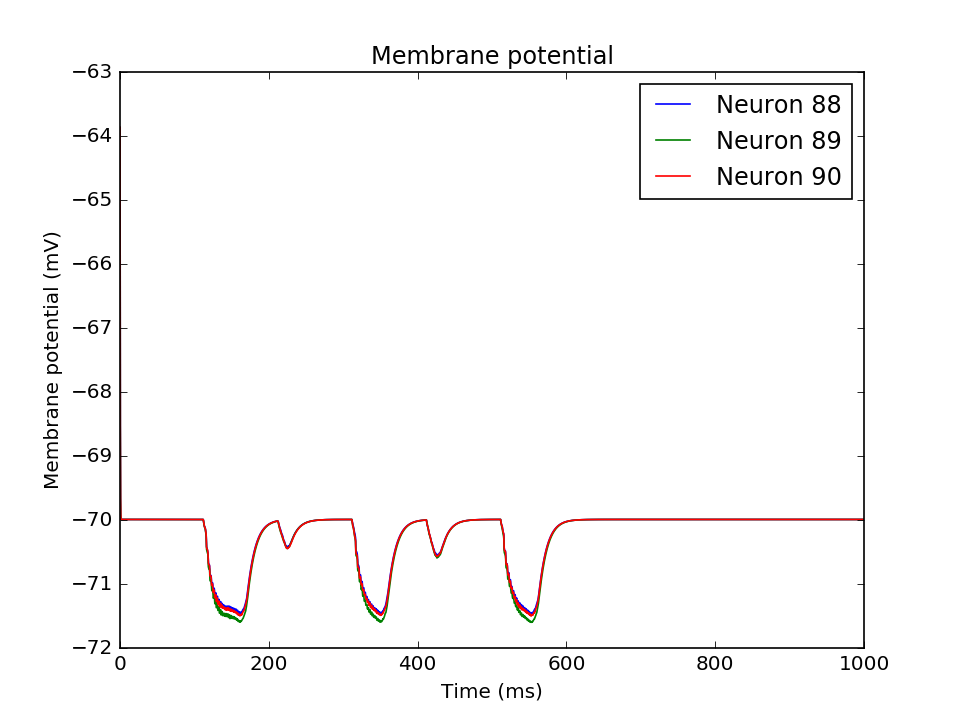 Membrane potential
Neuron 88
Neuron 89
Neuron 90
Membrane potential (mV)
−63
−64
−65
−66
−67
−68
−69
−70
−71
−72
0 200 400 600 800 1000
Time (ms)